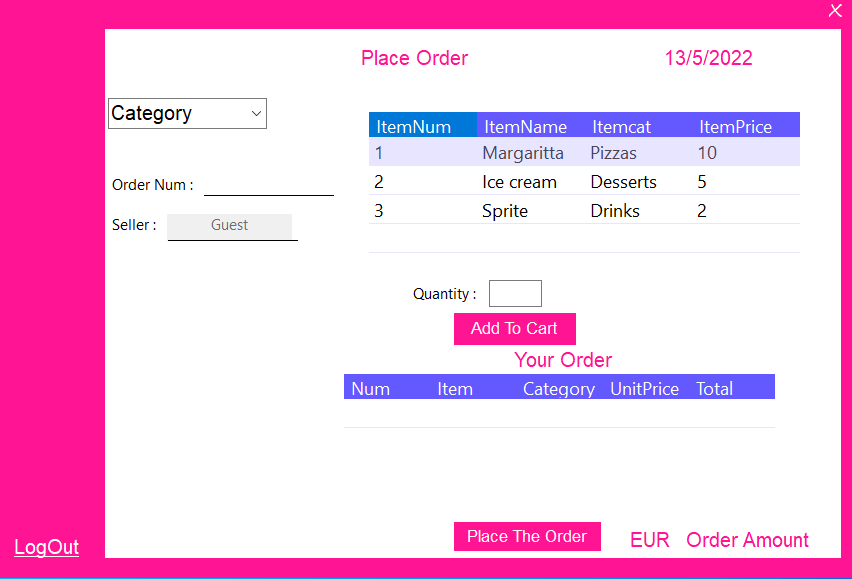 X
Place Order 13/5/2022
Category
ItemNum ItemName Itemcat ItemPrice
1 Margaritta Pizzas 10
2 Ice cream Desserts 5
3 Sprite Drinks 2
Order Num :
Seller : Guest
Quantity :
Add To Cart
Your Order
Num Item Category UnitPrice Total
Place The Order EUR Order Amount
LogOut